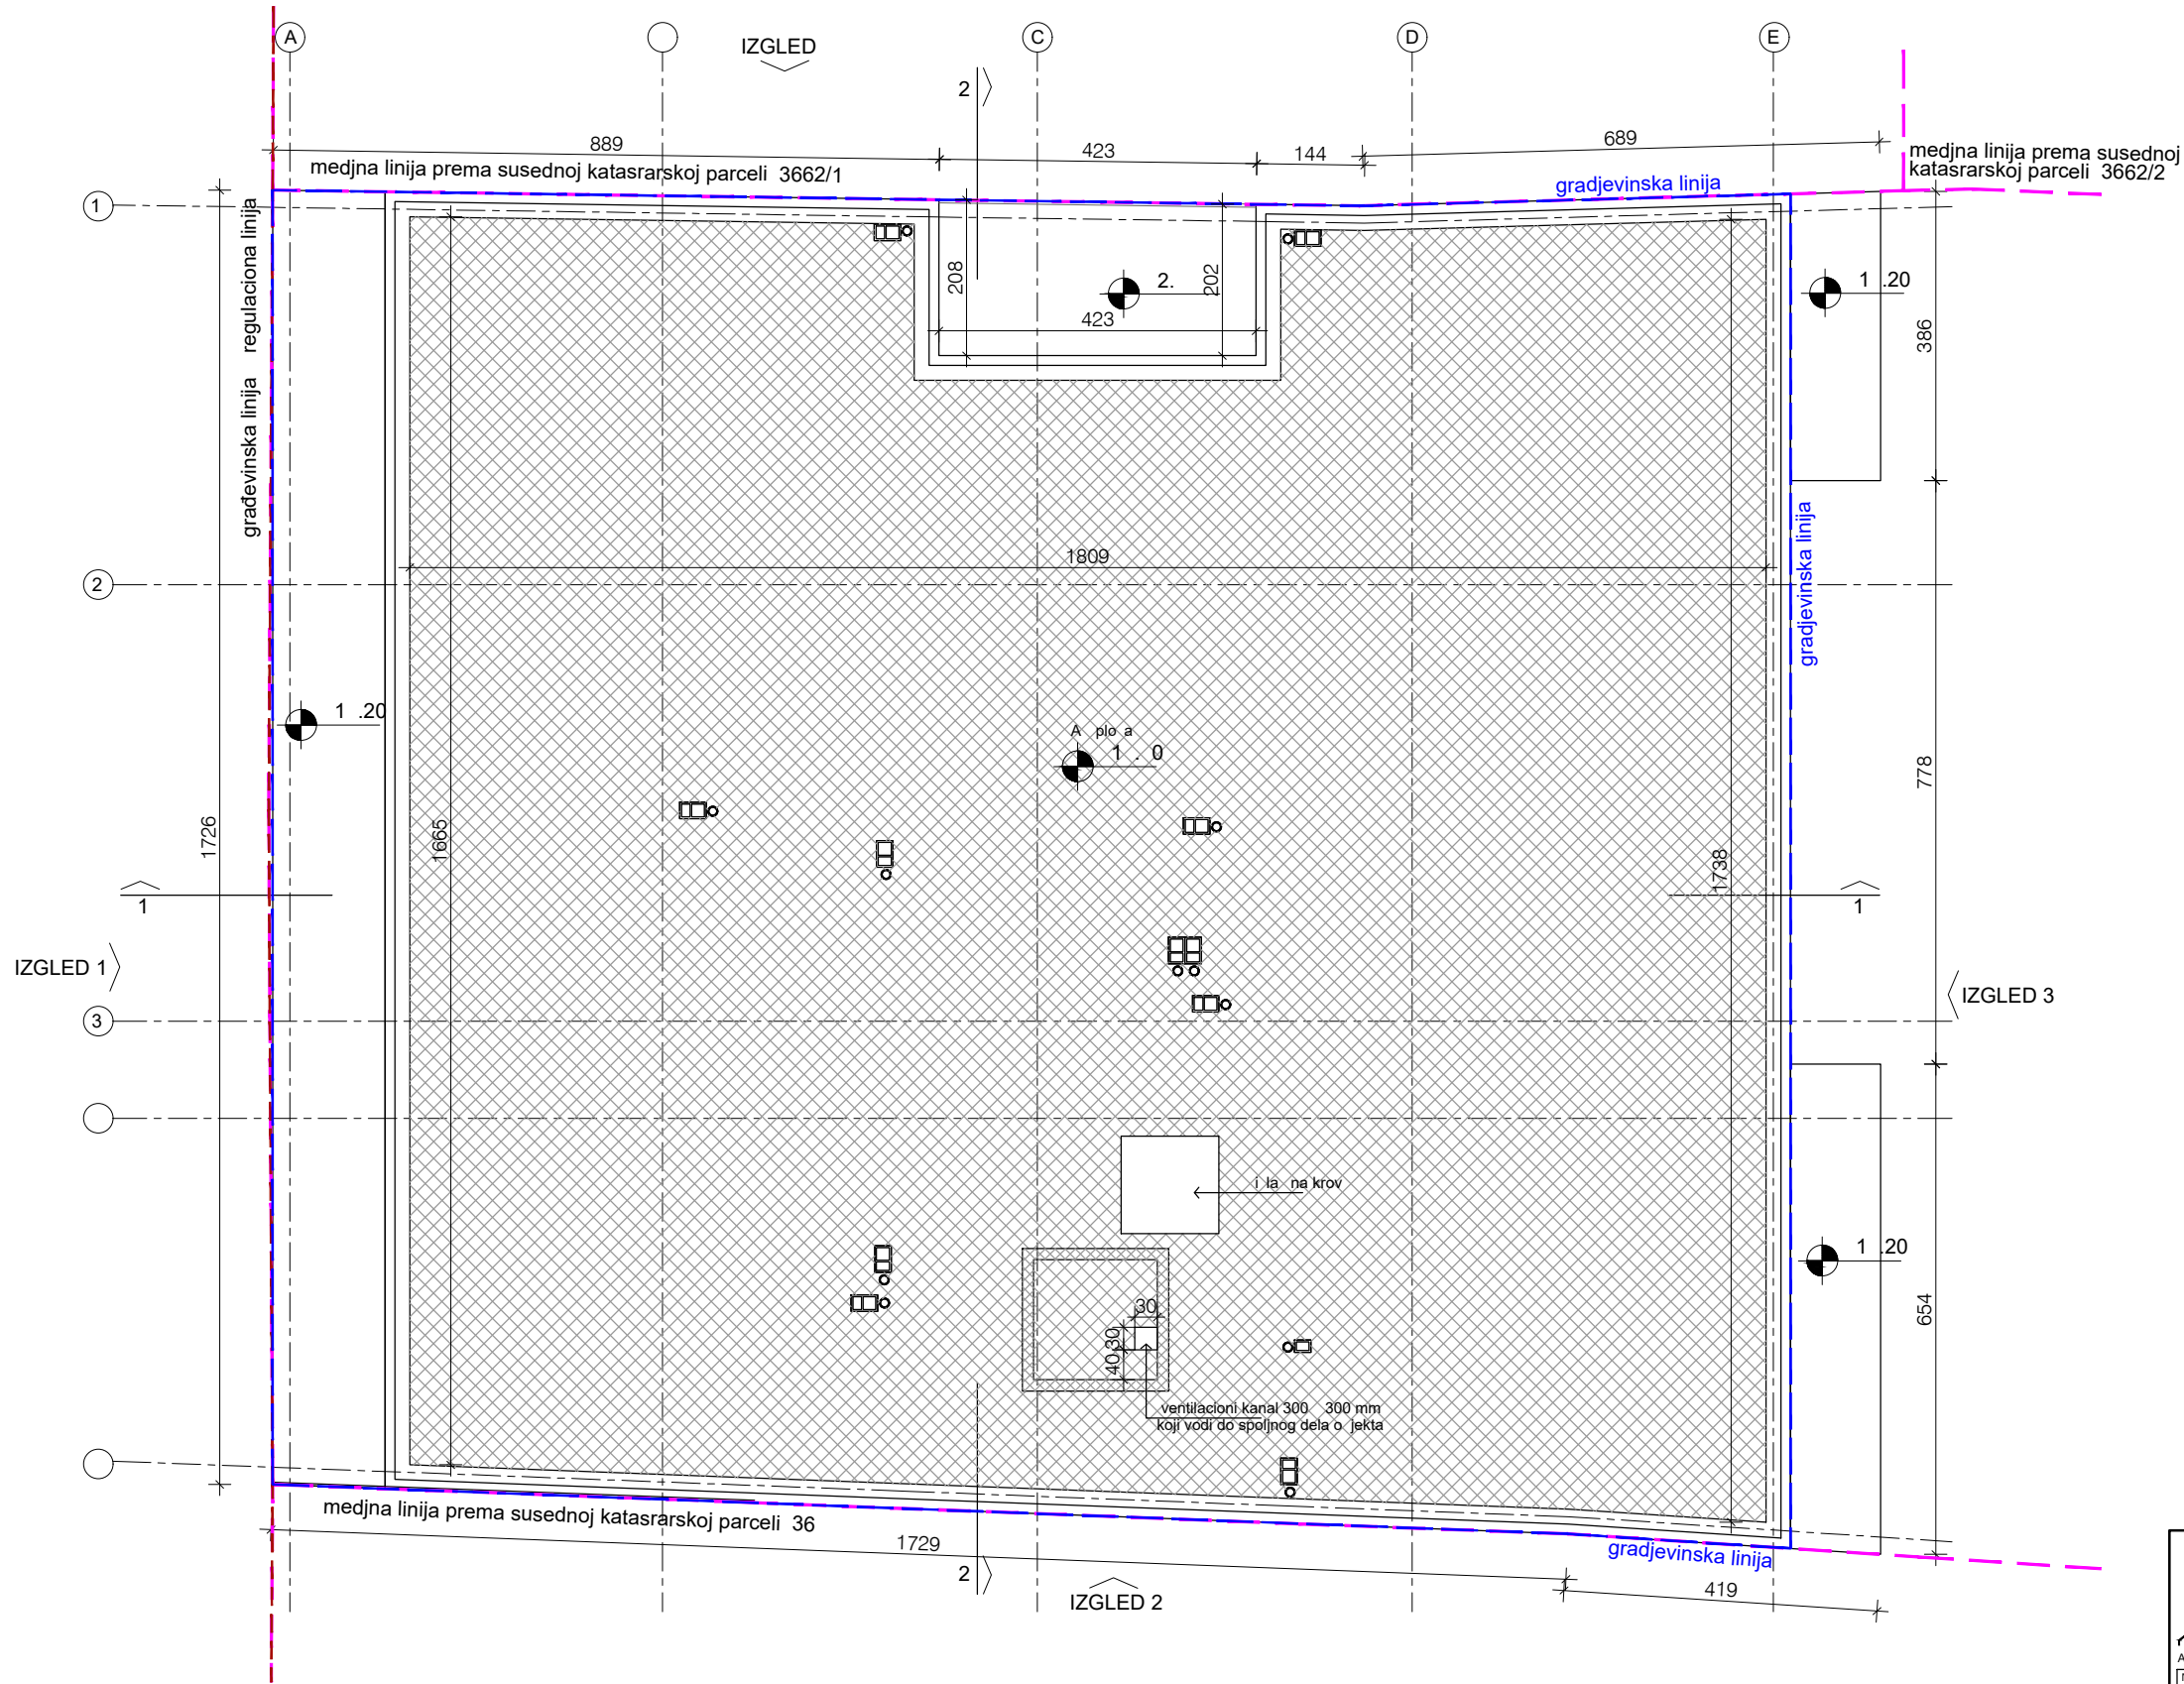 A
C
D
E
IZGLED
2
889
423
144
689
medjna linija prema susednoj katasrarskoj parceli 3662/1
medjna linija prema susednoj
katasrarskoj parceli 3662/2
gradjevinska linija
1
građevinska linija regulaciona linija
208
2.
202
423
1 .20
386
1809
2
gradjevinska linija
1 .20
A plo a
1 . 0
778
1726
1665
1738
1
1
IZGLED 1
IZGLED 3
3
i la na krov
1 .20
654
30
30
40
ventilacioni kanal 300 300 mm
koji vodi do spoljnog dela o jekta
medjna linija prema susednoj katasrarskoj parceli 36
1729
gradjevinska linija
2
IZGLED 2
419
A